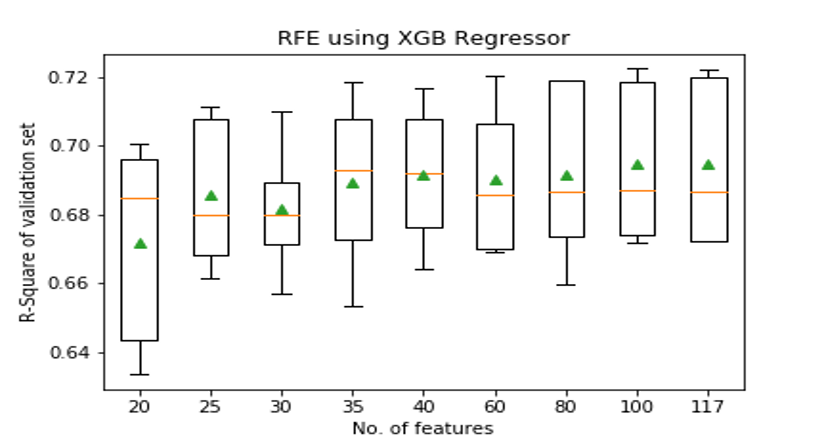 RFE using XGB Regressor
R-Square of validation set
0.72
0.70
0.68
0.66
0.64
20 25 30 35 40 60 80 100 117
No. of features